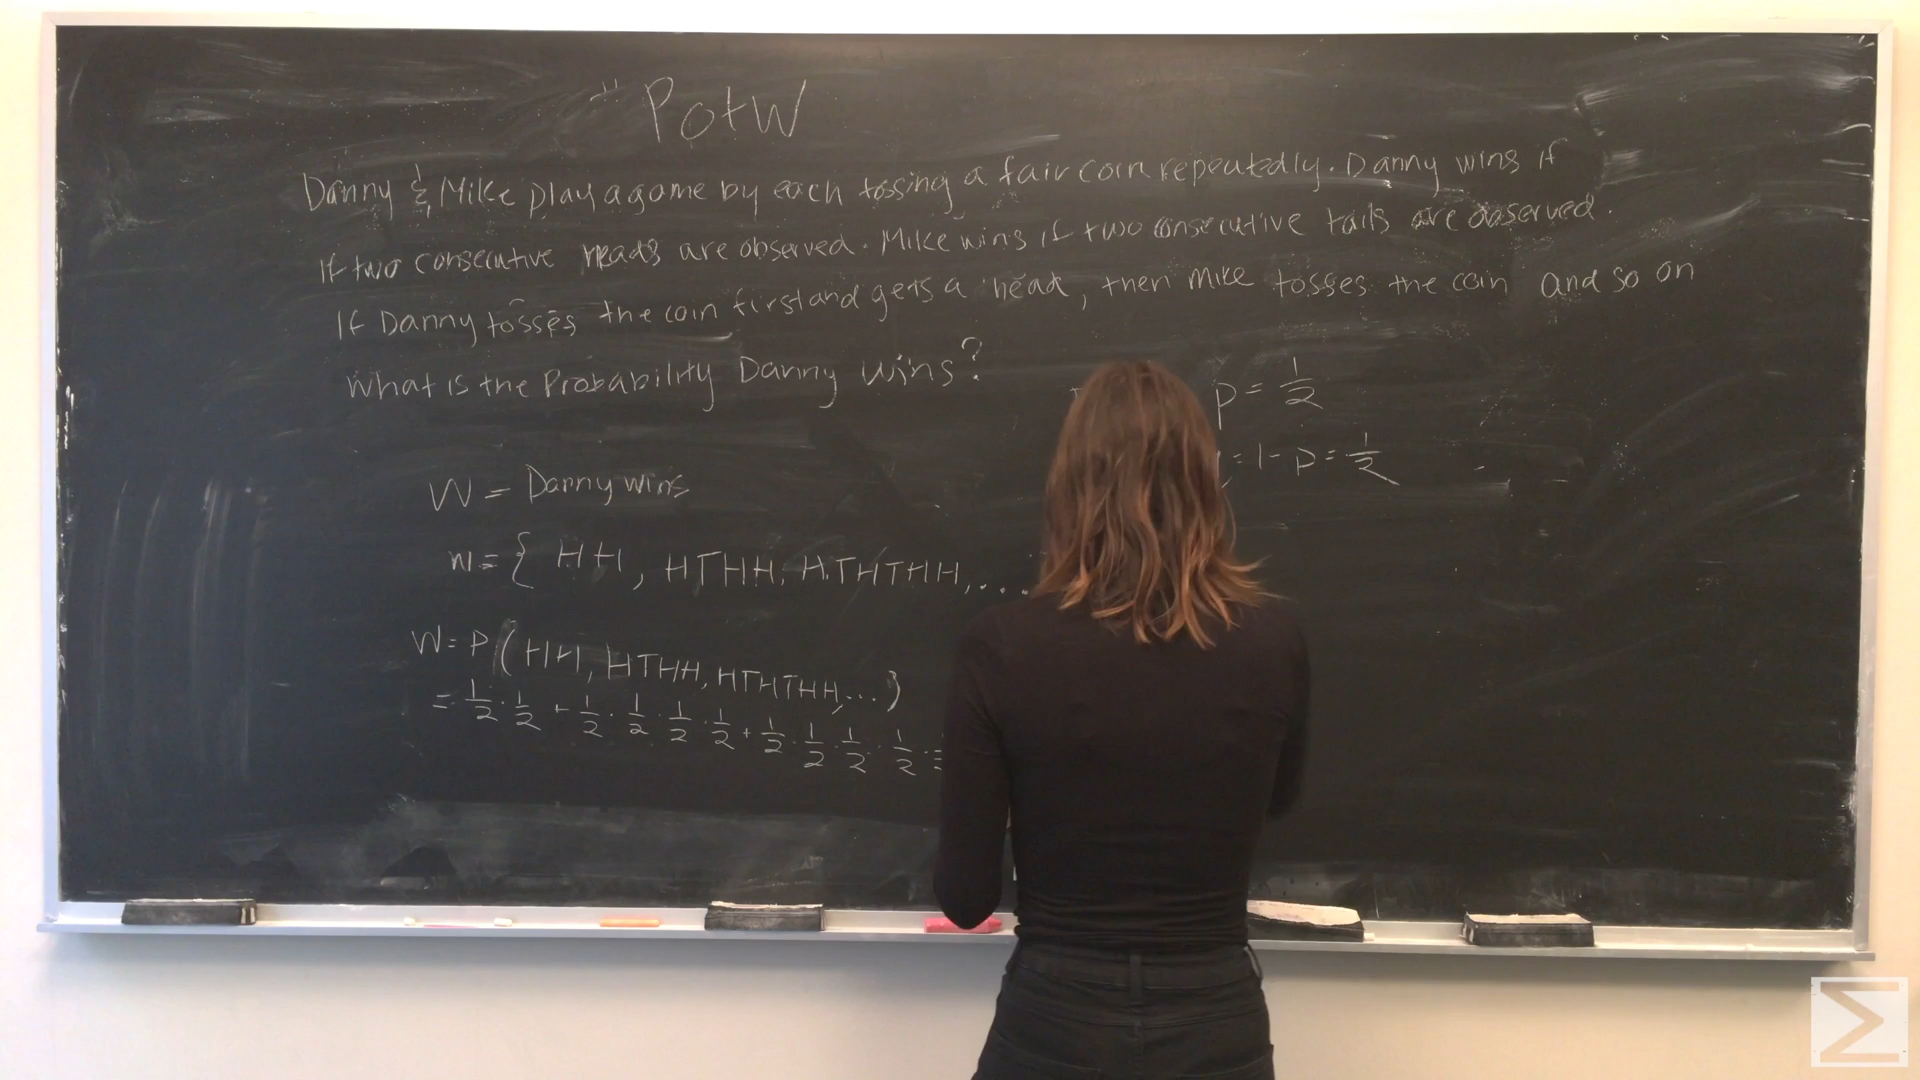 PotW
Danny & Mike play a game by each tossing a fair coin repeatedly. Danny wins if
if two consecutive heads are observed. Mike wins if two consecutive tails are observed.
If Danny tosses the coin first and gets a head, then Mike tosses the coin and so on
What is the Probability Danny wins?
p = 1/2
= 1 - p = 1/2
W = Danny wins
W = { HH, HTHH, HTHTHH, ...
W = P (HH, HTHH, HTHTHH, ...)
= 1/2 · 1/2 + 1/2 · 1/2 · 1/2 · 1/2 + 1/2 · 1/2 · 1/2 · 1/2 ·
Σ